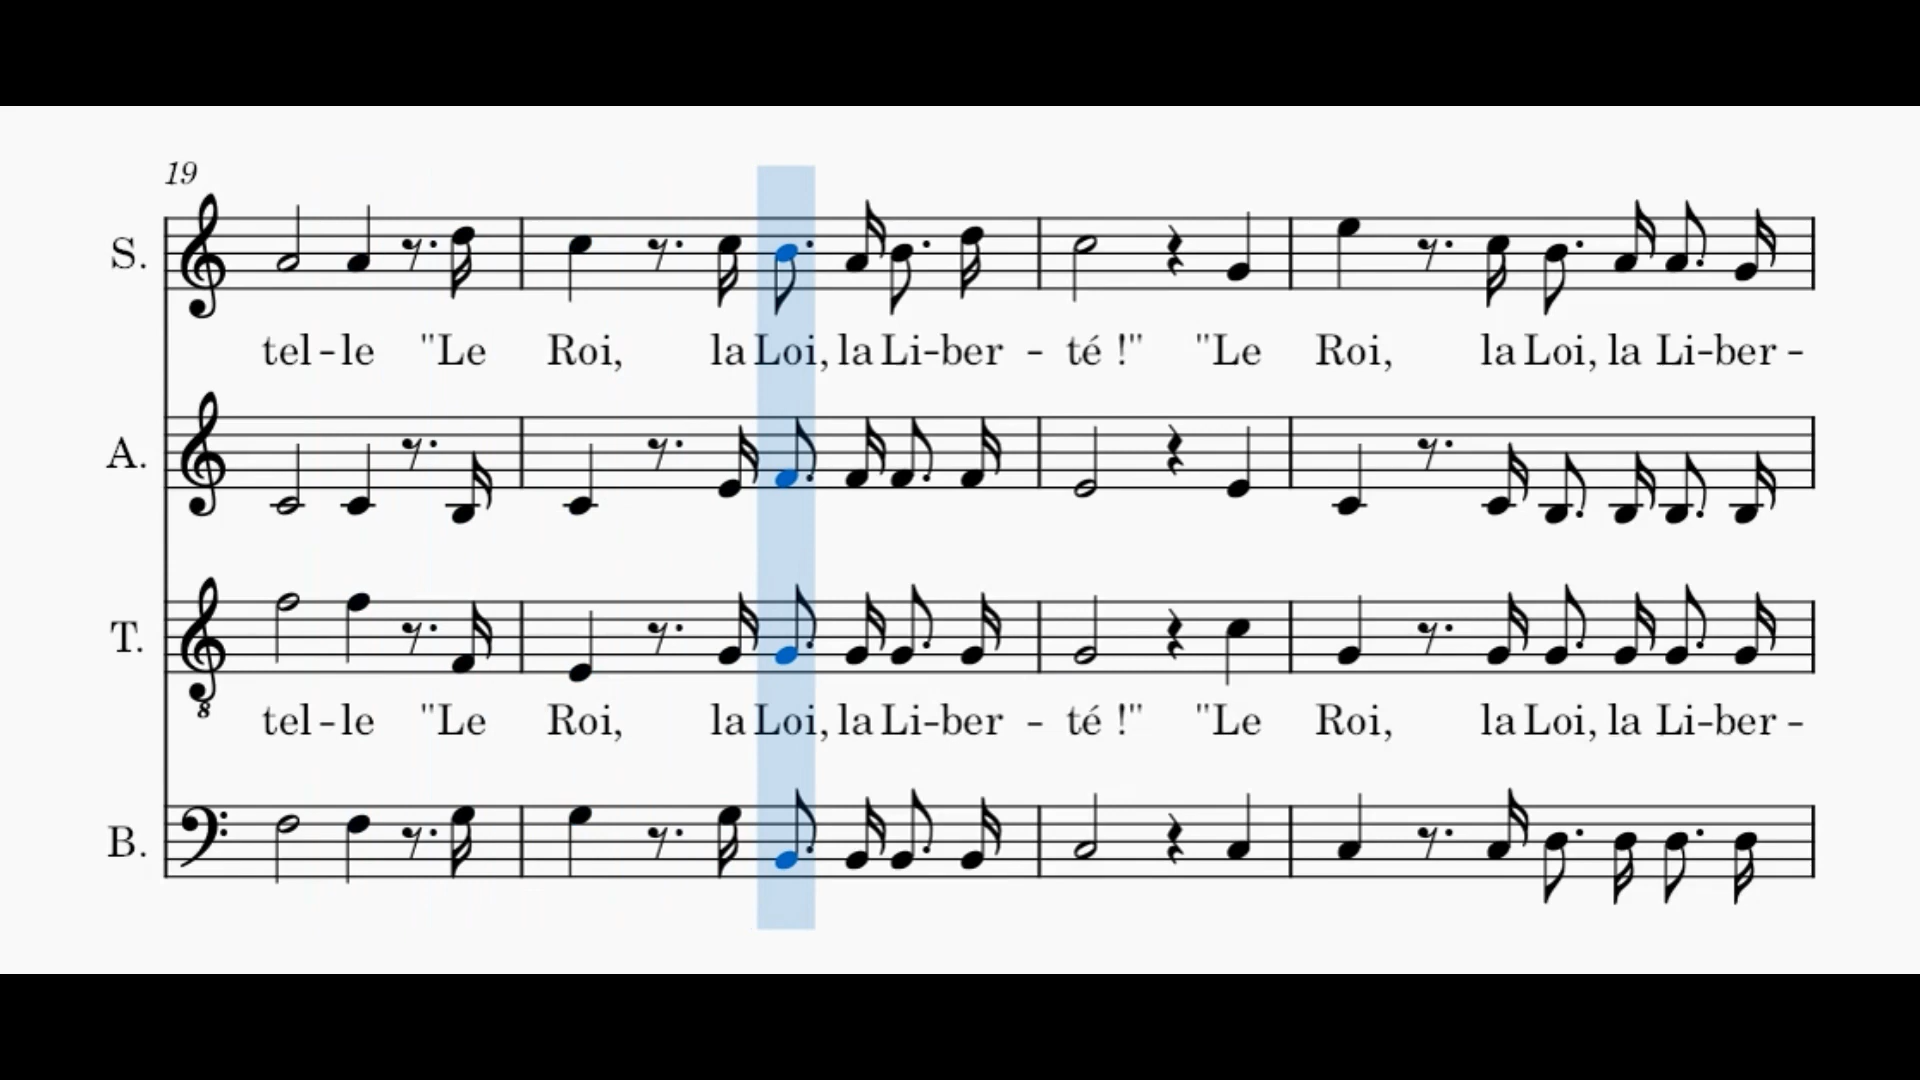 19
S.
tel-le "Le Roi, la Loi, la Li-ber - té !" "Le Roi, la Loi, la Li-ber-
A.
T.
8
tel-le "Le Roi, la Loi, la Li-ber - té !" "Le Roi, la Loi, la Li-ber-
B.